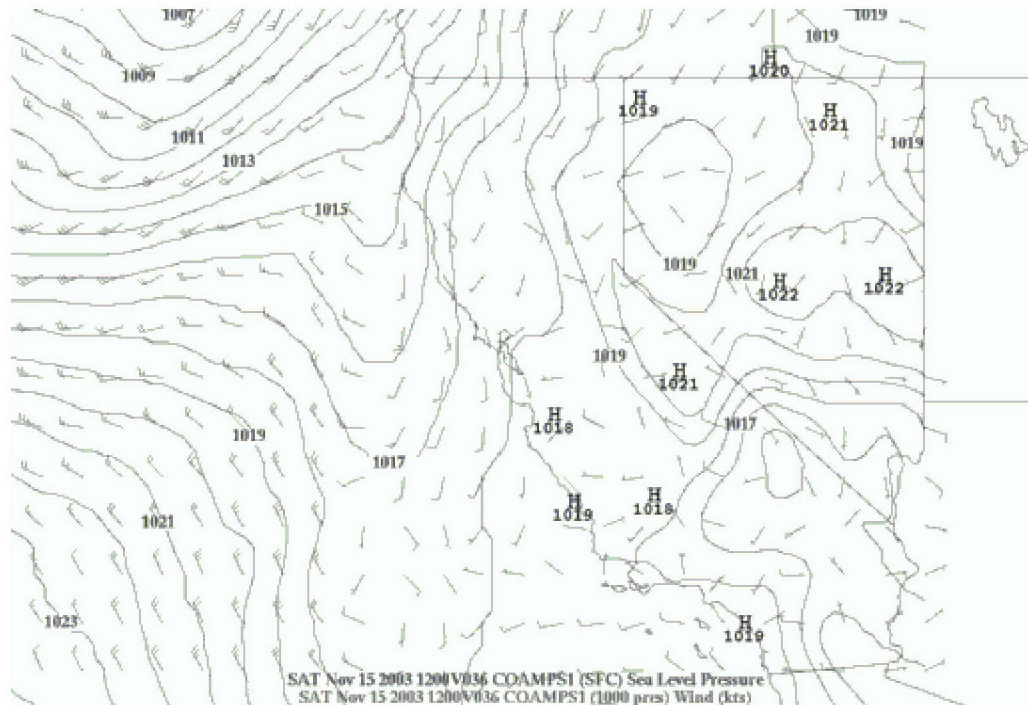 1007
1019
1019
H
1020
1009
H
1019
H
1021
1011
1019
1013
1015
1019
1021
H
1022
H
1022
1019
H
1021
H
1018
1017
1019
1017
H
1019
H
1018
1021
1023
H
1019
SAT Nov 15 2003 1200V036 COAMPS1 (SFC) Sea Level Pressure
SAT Nov 15 2003 1200V036 COAMPS1 (1000 pres) Wind (kts)